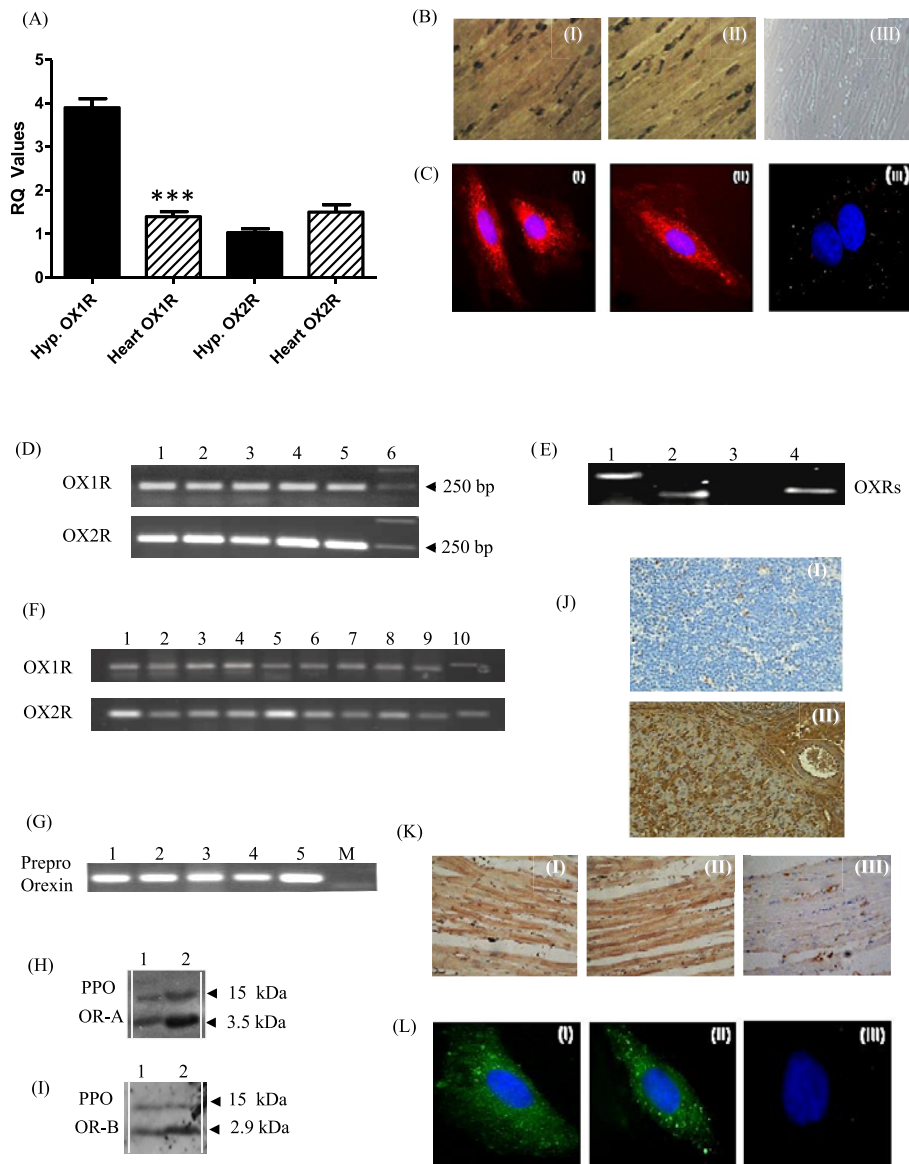 (A)
5
4
3
2
1
0
RQ Values
***
Hyp. OX1R
Heart OX1R
Hyp. OX2R
Heart OX2R
(B)
(I)
(II)
(III)
(C)
(I)
(II)
(III)
(D)
1 2 3 4 5 6
OX1R
250 bp
OX2R
250 bp
(E)
1 2 3 4
OXRs
(F)
1 2 3 4 5 6 7 8 9 10
OX1R
OX2R
(J)
(I)
(II)
(G)
1 2 3 4 5 M
Prepro
Orexin
(K)
(I)
(II)
(III)
(H)
1 2
PPO
15 kDa
OR-A
3.5 kDa
(I)
1 2
PPO
15 kDa
OR-B
2.9 kDa
(L)
(I)
(II)
(III)